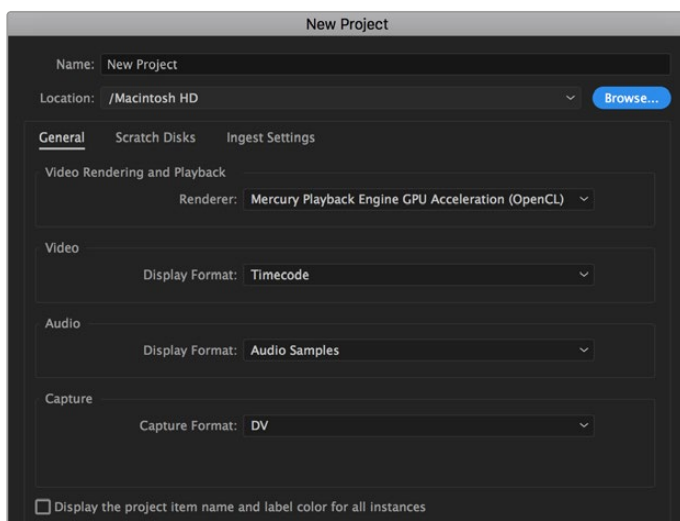 New Project
Name: New Project
Location: /Macintosh HD Browse...
General Scratch Disks Ingest Settings
Video Rendering and Playback
Renderer: Mercury Playback Engine GPU Acceleration (OpenCL)
Video
Display Format: Timecode
Audio
Display Format: Audio Samples
Capture
Capture Format: DV
Display the project item name and label color for all instances